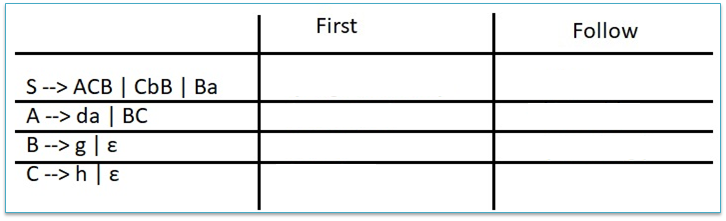 First Follow
S --> ACB | CbB | Ba
A --> da | BC
B --> g | ε
C --> h | ε